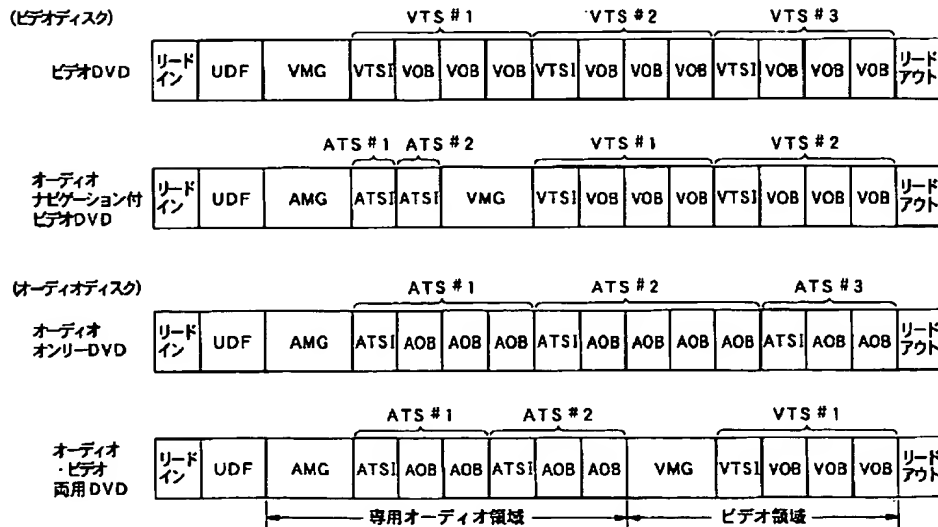 (ビデオディスク)
VTS #1 VTS #2 VTS #3
ビデオDVD リードイン UDF VMG VTSI VOB VOB VOB VTSI VOB VOB VOB VTSI VOB VOB VOB リードアウト
ATS #1 ATS #2 VTS #1 VTS #2
オーディオ
ナビゲーション付
ビデオDVD
リードイン UDF AMG ATSI ATSI VMG VTSI VOB VOB VOB VTSI VOB VOB VOB リードアウト
(オーディオディスク)
ATS #1 ATS #2 ATS #3
オーディオ
オンリーDVD
リードイン UDF AMG ATSI AOB AOB AOB ATSI AOB AOB AOB AOB ATSI AOB AOB リードアウト
ATS #1 ATS #2 VTS #1
オーディオ
・ビデオ
両用DVD
リードイン UDF AMG ATSI AOB AOB ATSI AOB AOB VMG VTSI VOB VOB VOB リードアウト
専用オーディオ領域 ビデオ領域